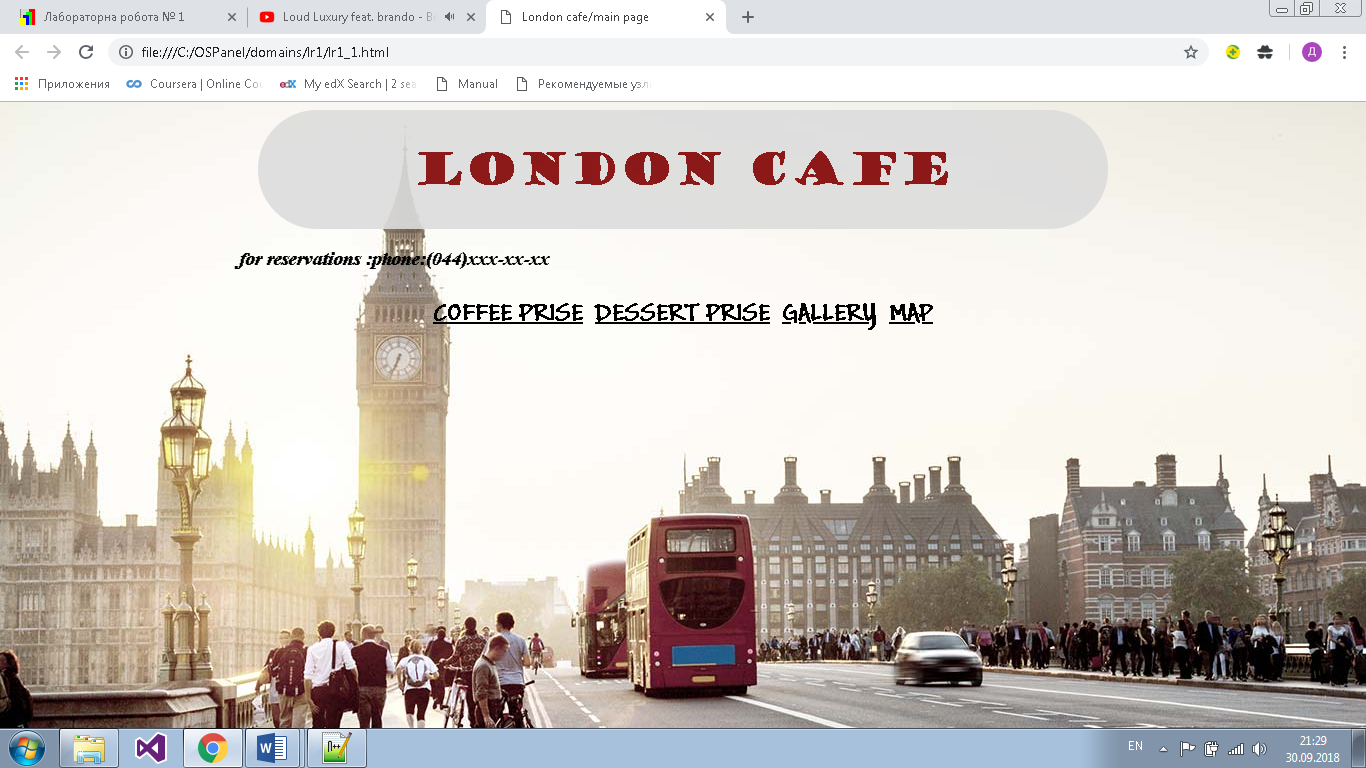 Лабораторна робота № 1
Loud Luxury feat. brando - B
London cafe/main page
file:///C:/OSPanel/domains/lr1/lr1_1.html
Д
Приложения
Coursera | Online Co
edX My edX Search | 2 sea
Manual
Рекомендуемые узл
LONDON CAFE
for reservations :phone:(044)xxx-xx-xx
COFFEE PRISE DESSERT PRISE GALLERY MAP
EN
21:29
30.09.2018